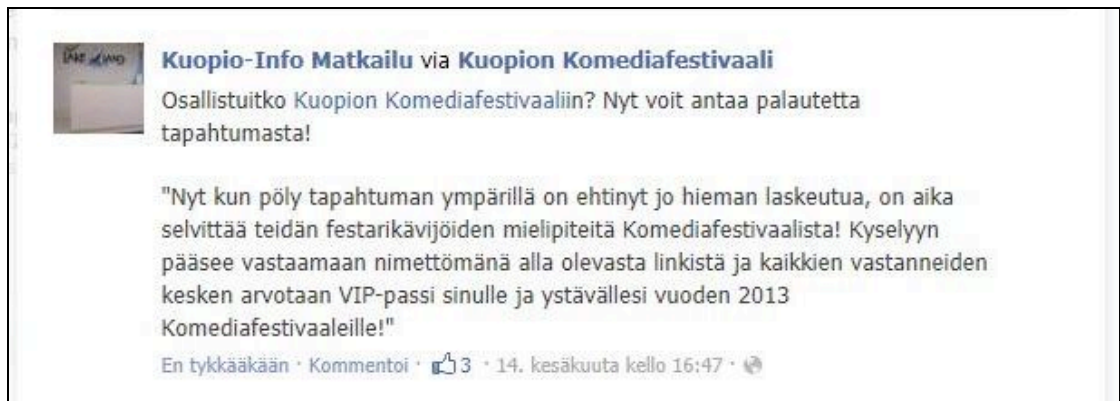 Kuopio-Info Matkailu via Kuopion Komediafestivaali
Osallistuitko Kuopion Komediafestivaaliin? Nyt voit antaa palautetta
tapahtumasta!
"Nyt kun pöly tapahtuman ympärillä on ehtinyt jo hieman laskeutua, on aika
selvittää teidän festarikävijöiden mielipiteitä Komediafestivaalista! Kyselyyn
pääsee vastaamaan nimettömänä alla olevasta linkistä ja kaikkien vastanneiden
kesken arvotaan VIP-passi sinulle ja ystävällesi vuoden 2013
Komediafestivaaleille!"
En tykkääkään · Kommentoi · 3 · 14. kesäkuuta kello 16:47 ·